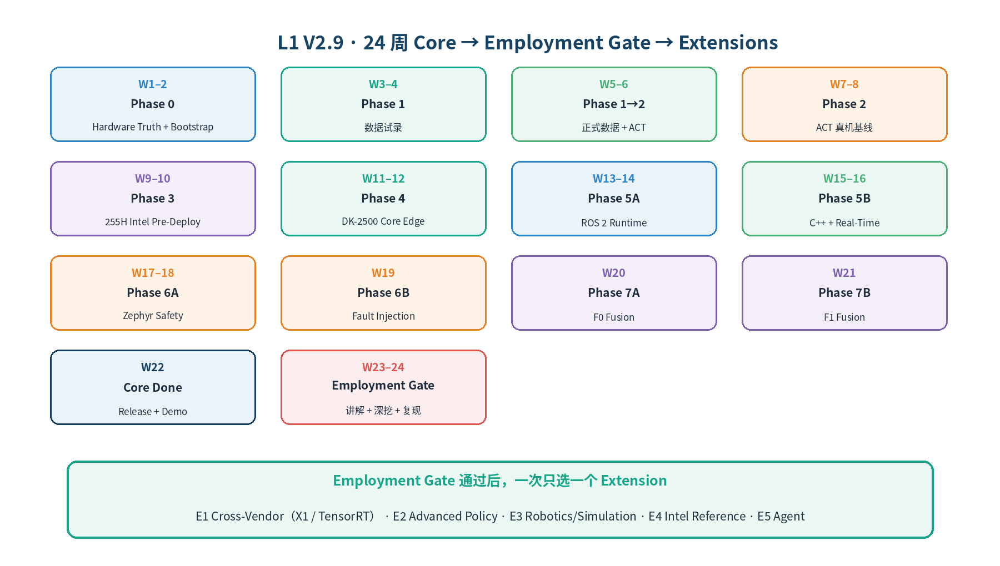 L1 V2.9 · 24 周 Core → Employment Gate → Extensions
W1–2
Phase 0
Hardware Truth + Bootstrap
W3–4
Phase 1
数据试录
W5–6
Phase 1→2
正式数据 + ACT
W7–8
Phase 2
ACT 真机基线
W9–10
Phase 3
255H Intel Pre-Deploy
W11–12
Phase 4
DK-2500 Core Edge
W13–14
Phase 5A
ROS 2 Runtime
W15–16
Phase 5B
C++ + Real-Time
W17–18
Phase 6A
Zephyr Safety
W19
Phase 6B
Fault Injection
W20
Phase 7A
F0 Fusion
W21
Phase 7B
F1 Fusion
W22
Core Done
Release + Demo
W23–24
Employment Gate
讲解 + 深挖 + 复现
Employment Gate 通过后，一次只选一个 Extension
E1 Cross-Vendor（X1 / TensorRT） · E2 Advanced Policy · E3 Robotics/Simulation · E4 Intel Reference · E5 Agent